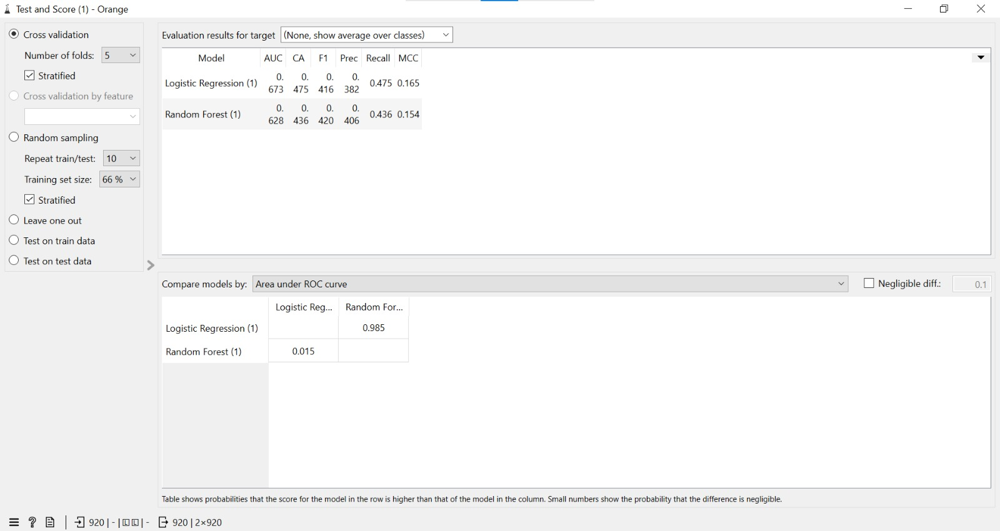 Test and Score (1) - Orange
Cross validation
Number of folds: 5
Stratified
Cross validation by feature
Random sampling
Repeat train/test: 10
Training set size: 66 %
Stratified
Leave one out
Test on train data
Test on test data
Evaluation results for target (None, show average over classes)
Model AUC CA F1 Prec Recall MCC
Logistic Regression (1) 0.673 0.475 0.416 0.382 0.475 0.165
Random Forest (1) 0.628 0.436 0.420 0.406 0.436 0.154
Compare models by: Area under ROC curve
Negligible diff.: 0.1
Logistic Reg... Random For...
Logistic Regression (1) 0.985
Random Forest (1) 0.015
Table shows probabilities that the score for the model in the row is higher than that of the model in the column. Small numbers show the probability that the difference is negligible.
920 | - | L L | - 920 | 2×920